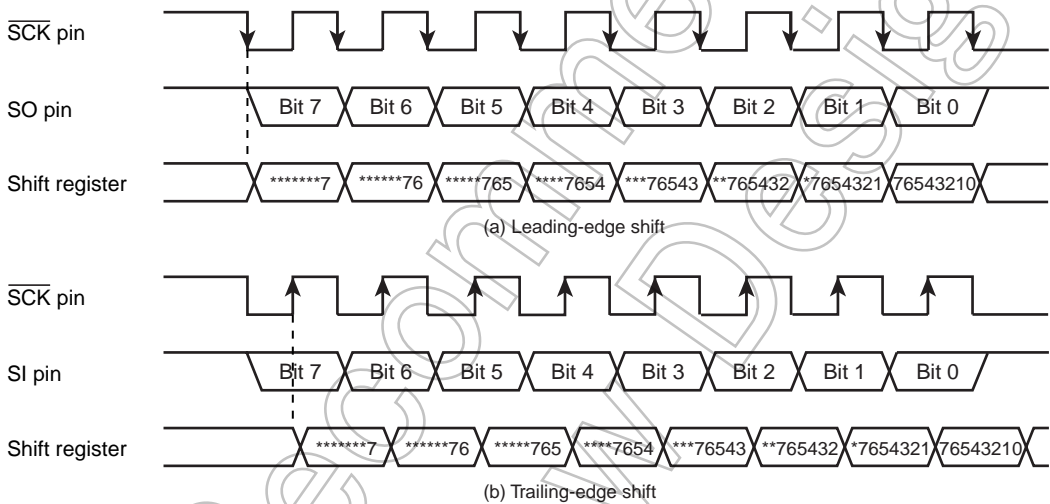 SCK pin
SO pin Bit 7 Bit 6 Bit 5 Bit 4 Bit 3 Bit 2 Bit 1 Bit 0
Shift register *******7 ******76 *****765 ****7654 ***76543 **765432 *7654321 76543210
(a) Leading-edge shift
SCK pin
SI pin Bit 7 Bit 6 Bit 5 Bit 4 Bit 3 Bit 2 Bit 1 Bit 0
Shift register *******7 ******76 *****765 ****7654 ***76543 **765432 *7654321 76543210
(b) Trailing-edge shift